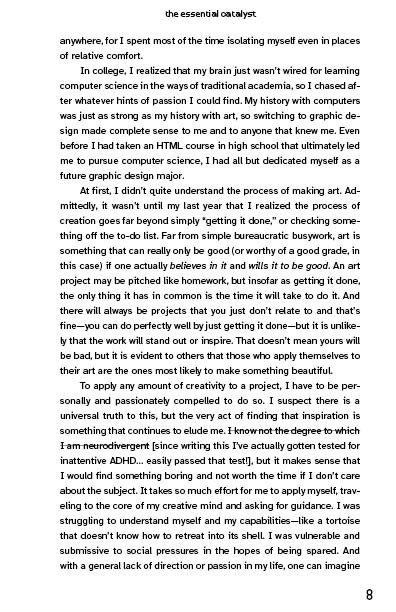 the essential catalyst
anywhere, for I spent most of the time isolating myself even in places
of relative comfort.
In college, I realized that my brain just wasn't wired for learning
computer science in the ways of traditional academia, so I chased af-
ter whatever hints of passion I could find. My history with computers
was just as strong as my history with art, so switching to graphic de-
sign made complete sense to me and to anyone that knew me. Even
before I had taken an HTML course in high school that ultimately led
me to pursue computer science, I had all but dedicated myself as a
future graphic design major.
At first, I didn't quite understand the process of making art. Ad-
mittedly, it wasn't until my last year that I realized the process of
creation goes far beyond simply "getting it done," or checking some-
thing off the to-do list. Far from simple bureaucratic busywork, art is
something that can really only be good (or worthy of a good grade, in
this case) if one actually believes in it and wills it to be good. An art
project may be pitched like homework, but insofar as getting it done,
the only thing it has in common is the time it will take to do it. And
there will always be projects that you just don't relate to and that's
fine—you can do perfectly well by just getting it done—but it is unlike-
ly that the work will stand out or inspire. That doesn't mean yours will
be bad, but it is evident to others that those who apply themselves to
their art are the ones most likely to make something beautiful.
To apply any amount of creativity to a project, I have to be per-
sonally and passionately compelled to do so. I suspect there is a
universal truth to this, but the very act of finding that inspiration is
something that continues to elude me. I know not the degree to which
I am neurodivergent [since writing this I've actually gotten tested for
inattentive ADHD... easily passed that test!], but it makes sense that
I would find something boring and not worth the time if I don't care
about the subject. It takes so much effort for me to apply myself, trav-
eling to the core of my creative mind and asking for guidance. I was
struggling to understand myself and my capabilities—like a tortoise
that doesn't know how to retreat into its shell. I was vulnerable and
submissive to social pressures in the hopes of being spared. And
with a general lack of direction or passion in my life, one can imagine
8